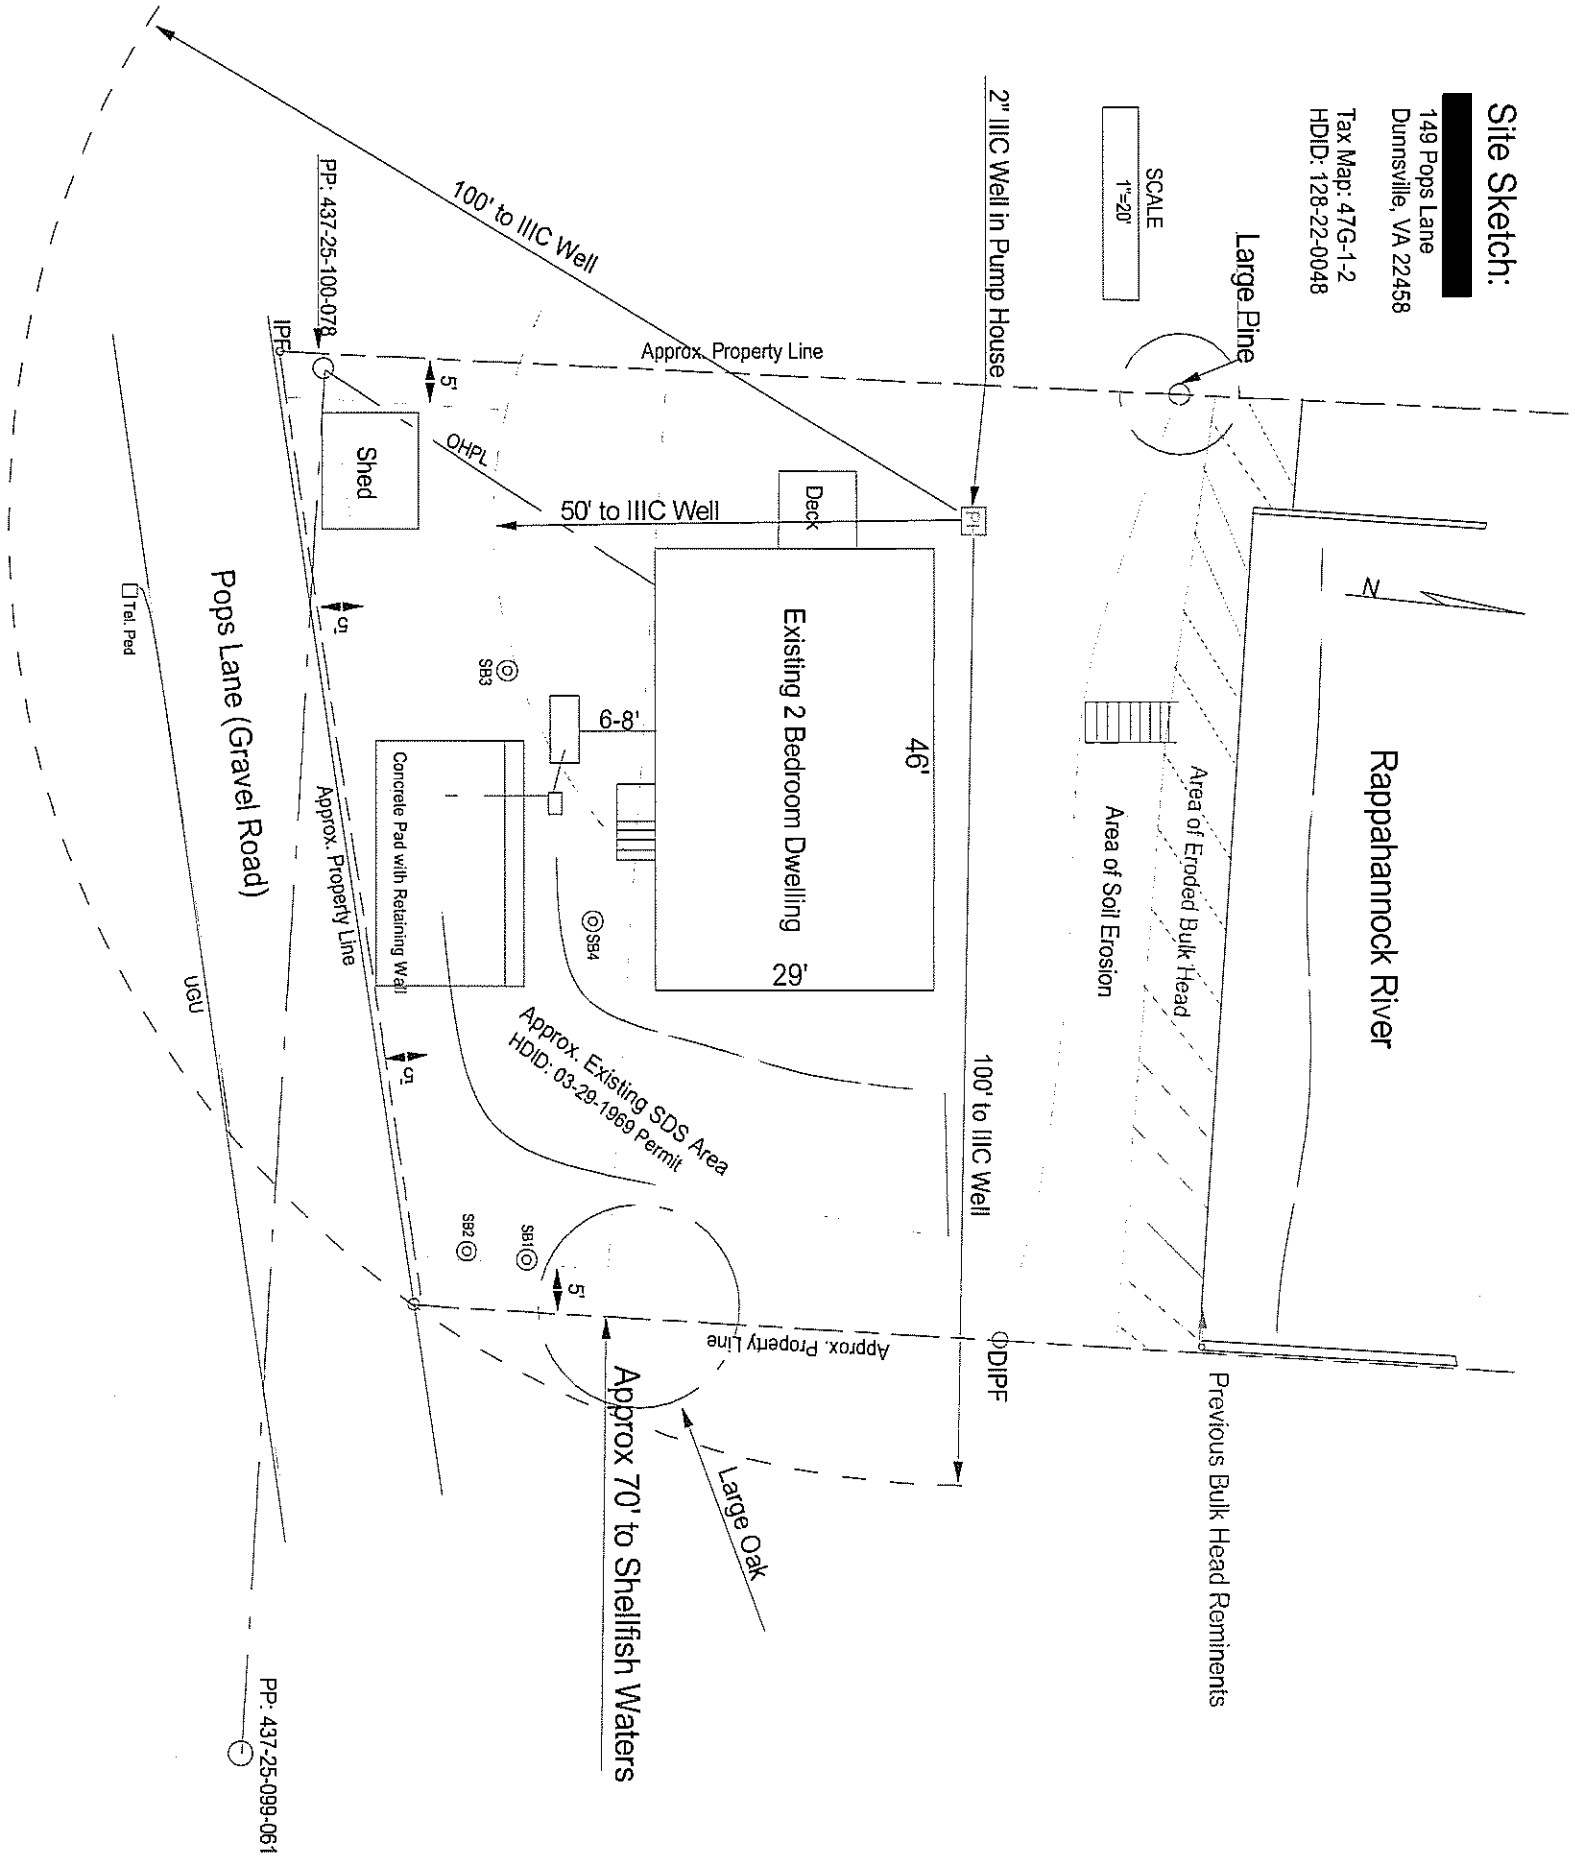 Site Sketch:
149 Pops Lane
Dunnsville, VA 22458
Tax Map: 47G-1-2
HDID: 128-22-0048
SCALE
1"=20'
Large Pine
2" IIIC Well in Pump House
Rappahannock River
N
Area of Eroded Bulk Head
Area of Soil Erosion
Previous Bulk Head Reminents
Approx. Property Line
100' to IIIC Well
50' to IIIC Well
100' to IIIC Well
Deck
Existing 2 Bedroom Dwelling
46'
29'
6-8'
PP: 437-25-100-078
IPF
5'
Shed
OHPL
5'
SB3
SB4
Concrete Pad with Retaining Wall
Approx. Existing SDS Area
HDID: 03-29-1969 Permit
5'
SB2
SB1
5'
Approx. Property Line
ODIPF
Approx 70' to Shellfish Waters
Large Oak
Approx. Property Line
Pops Lane (Gravel Road)
Tel. Ped
UGU
PP: 437-25-099-061